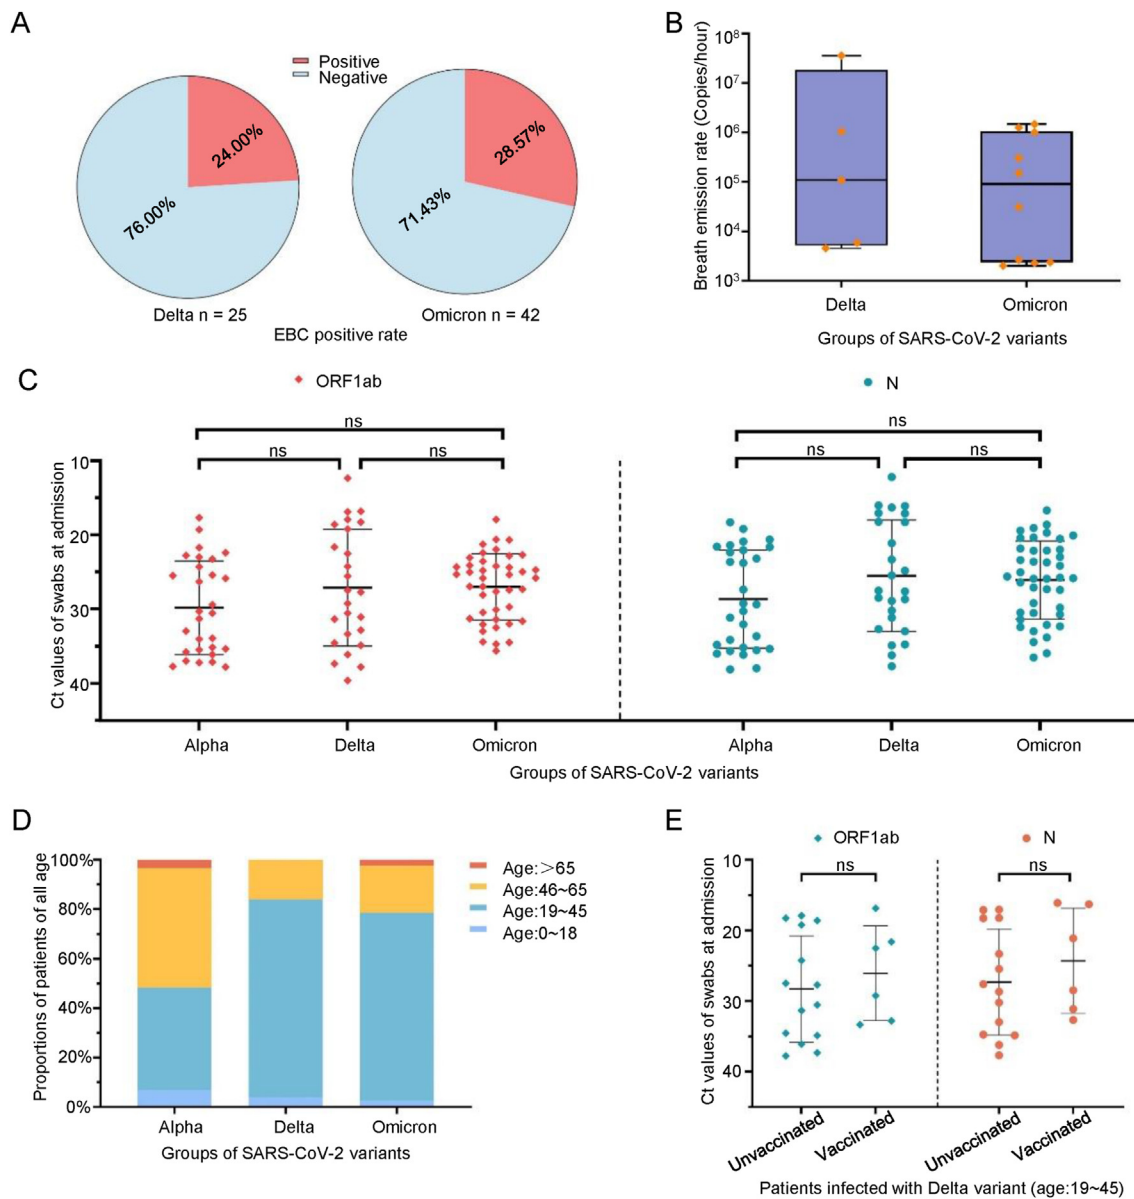 A
Positive
Negative
24.00%
76.00%
28.57%
71.43%
Delta n = 25
Omicron n = 42
EBC positive rate
B
Breath emission rate (Copies/hour)
10⁸
10⁷
10⁶
10⁵
10⁴
10³
Delta
Omicron
Groups of SARS-CoV-2 variants
C
ORF1ab
N
Ct values of swabs at admission
10
20
30
40
ns
ns
ns
ns
ns
ns
Alpha
Delta
Omicron
Alpha
Delta
Omicron
Groups of SARS-CoV-2 variants
D
Proportions of patients of all age
100%
80%
60%
40%
20%
0%
Alpha
Delta
Omicron
Groups of SARS-CoV-2 variants
Age:＞65
Age:46~65
Age:19~45
Age:0~18
E
ORF1ab
N
Ct values of swabs at admission
10
20
30
40
ns
ns
Unvaccinated
Vaccinated
Unvaccinated
Vaccinated
Patients infected with Delta variant (age:19~45)